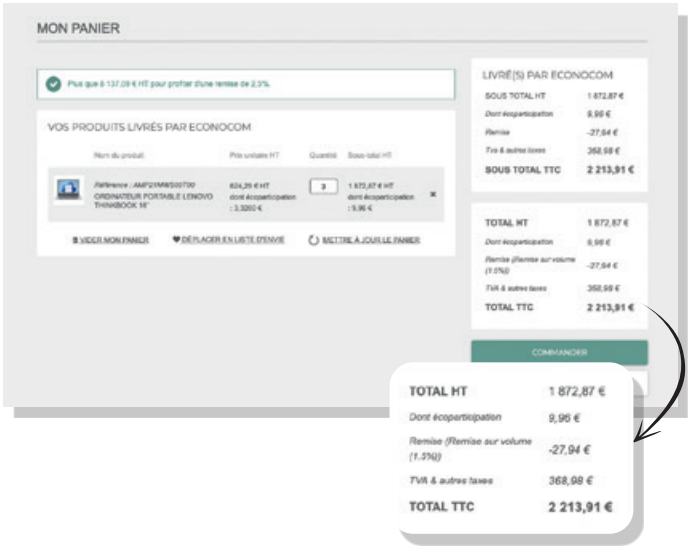 MON PANIER
Plus que 8 137,09 € HT pour profiter d'une remise de 2,5%.
VOS PRODUITS LIVRÉS PAR ECONOCOM
Nom du produit Prix unitaire HT Quantité Sous-total HT
Référence : AMP21MW500700
ORDINATEUR PORTABLE LENOVO
THINKBOOK 16"
624,29 € HT
dont écoparticipation
: 3,3200 €
3
1 872,87 € HT
dont écoparticipation
: 9,96 €
VIDER MON PANIER DÉPLACER EN LISTE D'ENVIE METTRE À JOUR LE PANIER
LIVRÉ(S) PAR ECONOCOM
SOUS TOTAL HT 1 872,87 €
Dont écoparticipation 9,96 €
Remise -27,94 €
Tva & autres taxes 368,98 €
SOUS TOTAL TTC 2 213,91 €
TOTAL HT 1 872,87 €
Dont écoparticipation 9,96 €
Remise (Remise sur volume
(1.5%)) -27,94 €
TVA & autres taxes 368,98 €
TOTAL TTC 2 213,91 €
COMMANDER
TOTAL HT 1 872,87 €
Dont écoparticipation 9,96 €
Remise (Remise sur volume
(1.5%)) -27,94 €
TVA & autres taxes 368,98 €
TOTAL TTC 2 213,91 €